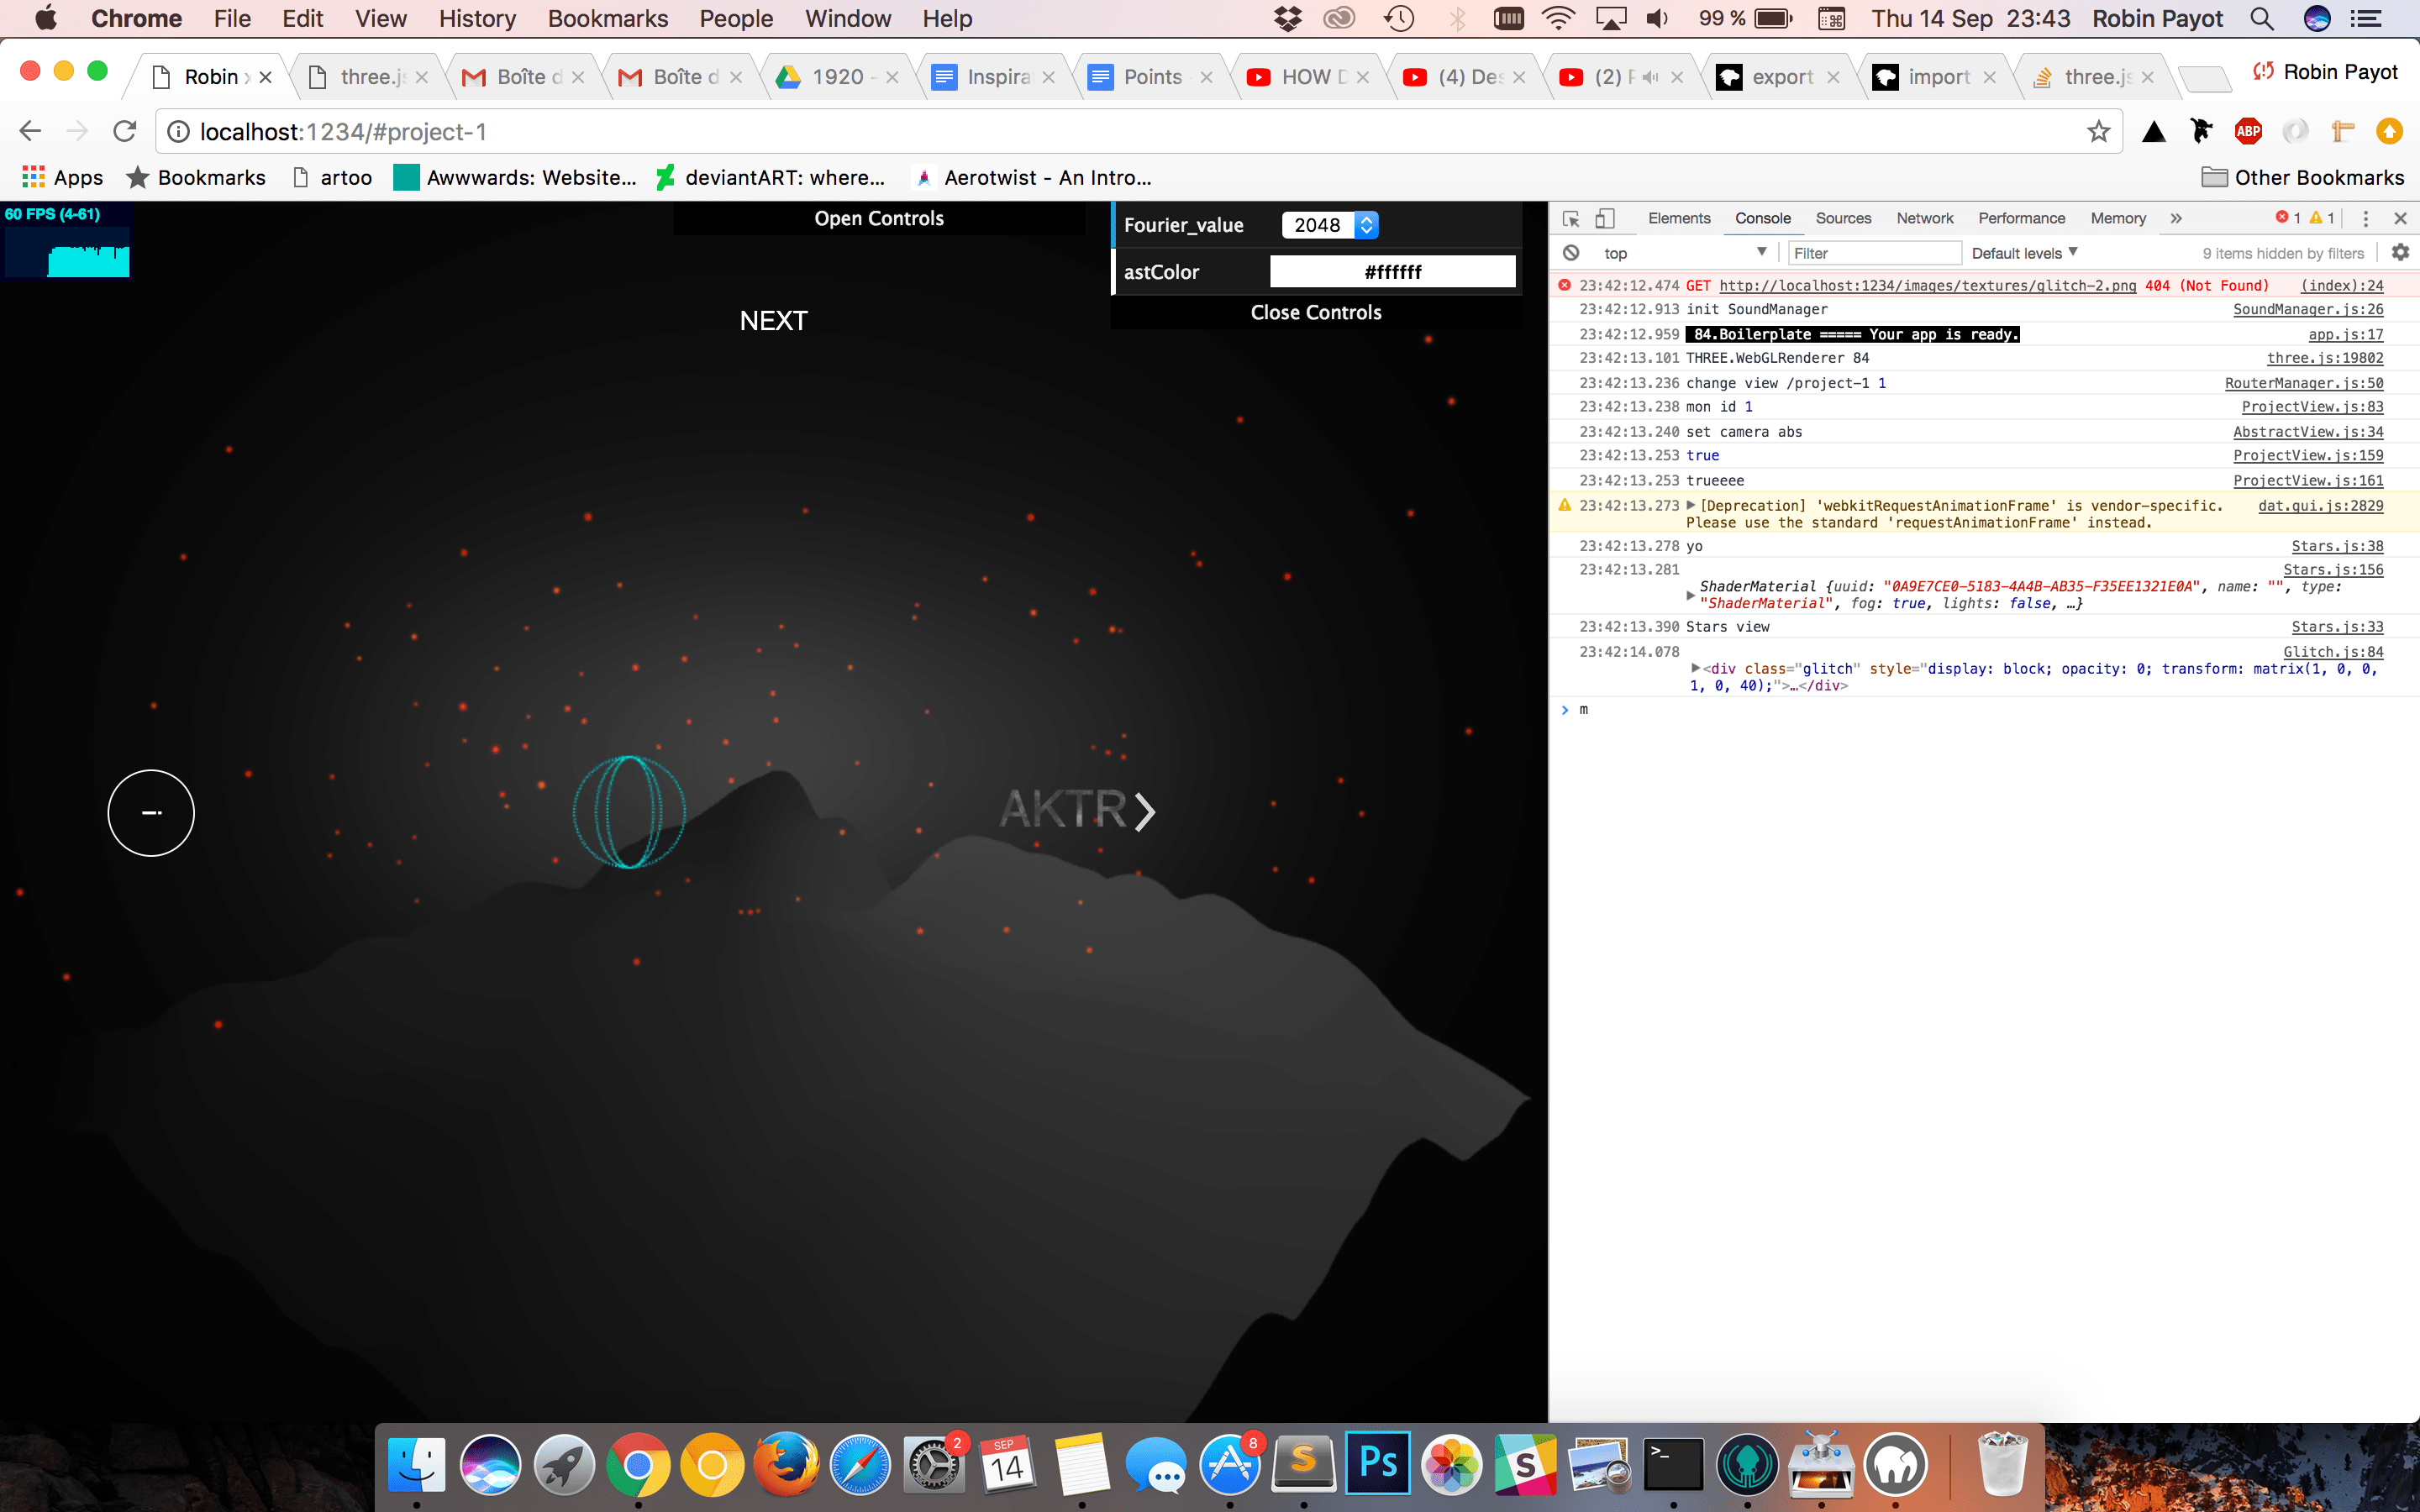 Chrome File Edit View History Bookmarks People Window Help 99 % Thu 14 Sep 23:43 Robin Payot
Robin three.js Boîte d Boîte d 1920 - Inspira Points HOW D (4) Des (2) export import three.js Robin Payot
localhost:1234/#project-1 ABP
Apps Bookmarks artoo Awwwards: Website... deviantART: where... Aerotwist - An Intro... Other Bookmarks
60 FPS (4-61)
Open Controls
Fourier_value 2048
astColor #ffffff
Close Controls
NEXT
AKTR
Elements Console Sources Network Performance Memory » 1 1
top Filter Default levels 9 items hidden by filters
23:42:12.474 GET http://localhost:1234/images/textures/glitch-2.png 404 (Not Found) (index):24
23:42:12.913 init SoundManager SoundManager.js:26
23:42:12.959 84.Boilerplate ===== Your app is ready. app.js:17
23:42:13.101 THREE.WebGLRenderer 84 three.js:19802
23:42:13.236 change view /project-1 1 RouterManager.js:50
23:42:13.238 mon id 1 ProjectView.js:83
23:42:13.240 set camera abs AbstractView.js:34
23:42:13.253 true ProjectView.js:159
23:42:13.253 trueeee ProjectView.js:161
23:42:13.273 [Deprecation] 'webkitRequestAnimationFrame' is vendor-specific. dat.gui.js:2829
Please use the standard 'requestAnimationFrame' instead.
23:42:13.278 yo Stars.js:38
23:42:13.281 Stars.js:156
ShaderMaterial {uuid: "0A9E7CE0-5183-4A4B-AB35-F35EE1321E0A", name: "", type:
"ShaderMaterial", fog: true, lights: false, …}
23:42:13.390 Stars view Stars.js:33
23:42:14.078 Glitch.js:84
<div class="glitch" style="display: block; opacity: 0; transform: matrix(1, 0, 0,
1, 0, 40);">…</div>
m
2 SEP 14 8 S Ps S